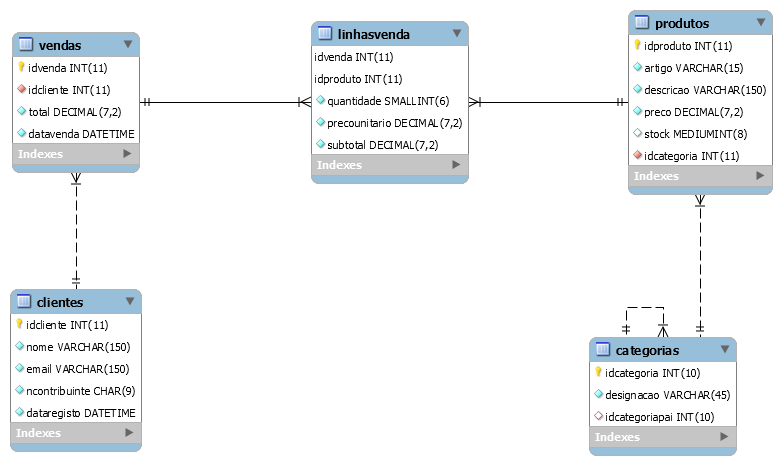 vendas
idvenda INT(11)
idcliente INT(11)
total DECIMAL(7,2)
datavenda DATETIME
Indexes
linhasvenda
idvenda INT(11)
idproduto INT(11)
quantidade SMALLINT(6)
precounitario DECIMAL(7,2)
subtotal DECIMAL(7,2)
Indexes
produtos
idproduto INT(11)
artigo VARCHAR(15)
descricao VARCHAR(150)
preco DECIMAL(7,2)
stock MEDIUMINT(8)
idcategoria INT(11)
Indexes
clientes
idcliente INT(11)
nome VARCHAR(150)
email VARCHAR(150)
ncontribuinte CHAR(9)
dataregisto DATETIME
Indexes
categorias
idcategoria INT(10)
designacao VARCHAR(45)
idcategoriapai INT(10)
Indexes